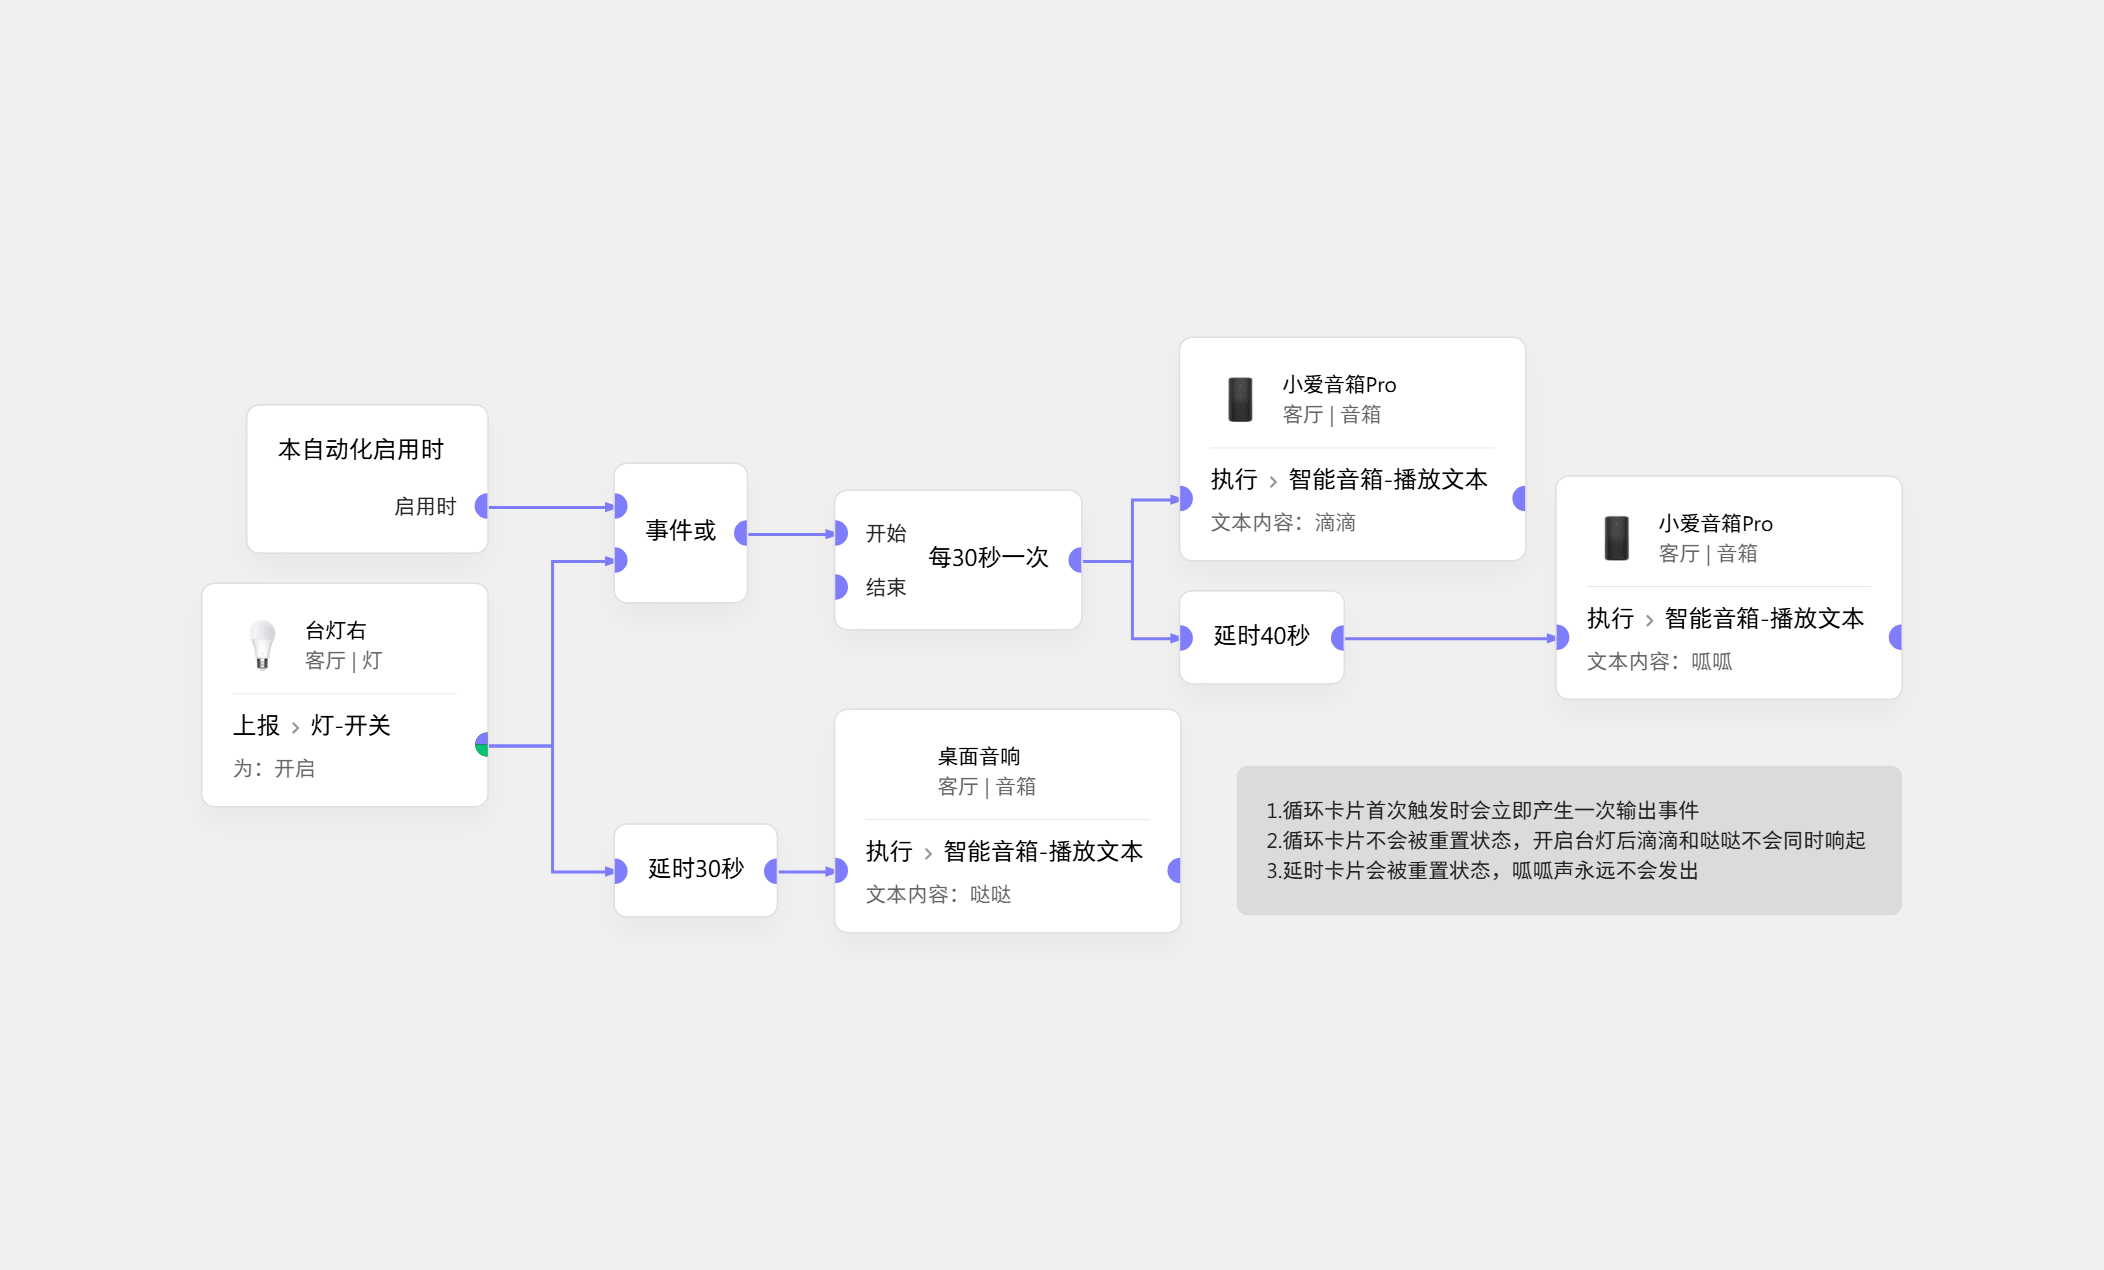 本自动化启用时
启用时
台灯右
客厅 | 灯
上报 › 灯-开关
为：开启
事件或
开始
结束
每30秒一次
小爱音箱Pro
客厅 | 音箱
执行 › 智能音箱-播放文本
文本内容：滴滴
延时40秒
小爱音箱Pro
客厅 | 音箱
执行 › 智能音箱-播放文本
文本内容：呱呱
延时30秒
桌面音响
客厅 | 音箱
执行 › 智能音箱-播放文本
文本内容：哒哒
1.循环卡片首次触发时会立即产生一次输出事件
2.循环卡片不会被重置状态，开启台灯后滴滴和哒哒不会同时响起
3.延时卡片会被重置状态，呱呱声永远不会发出